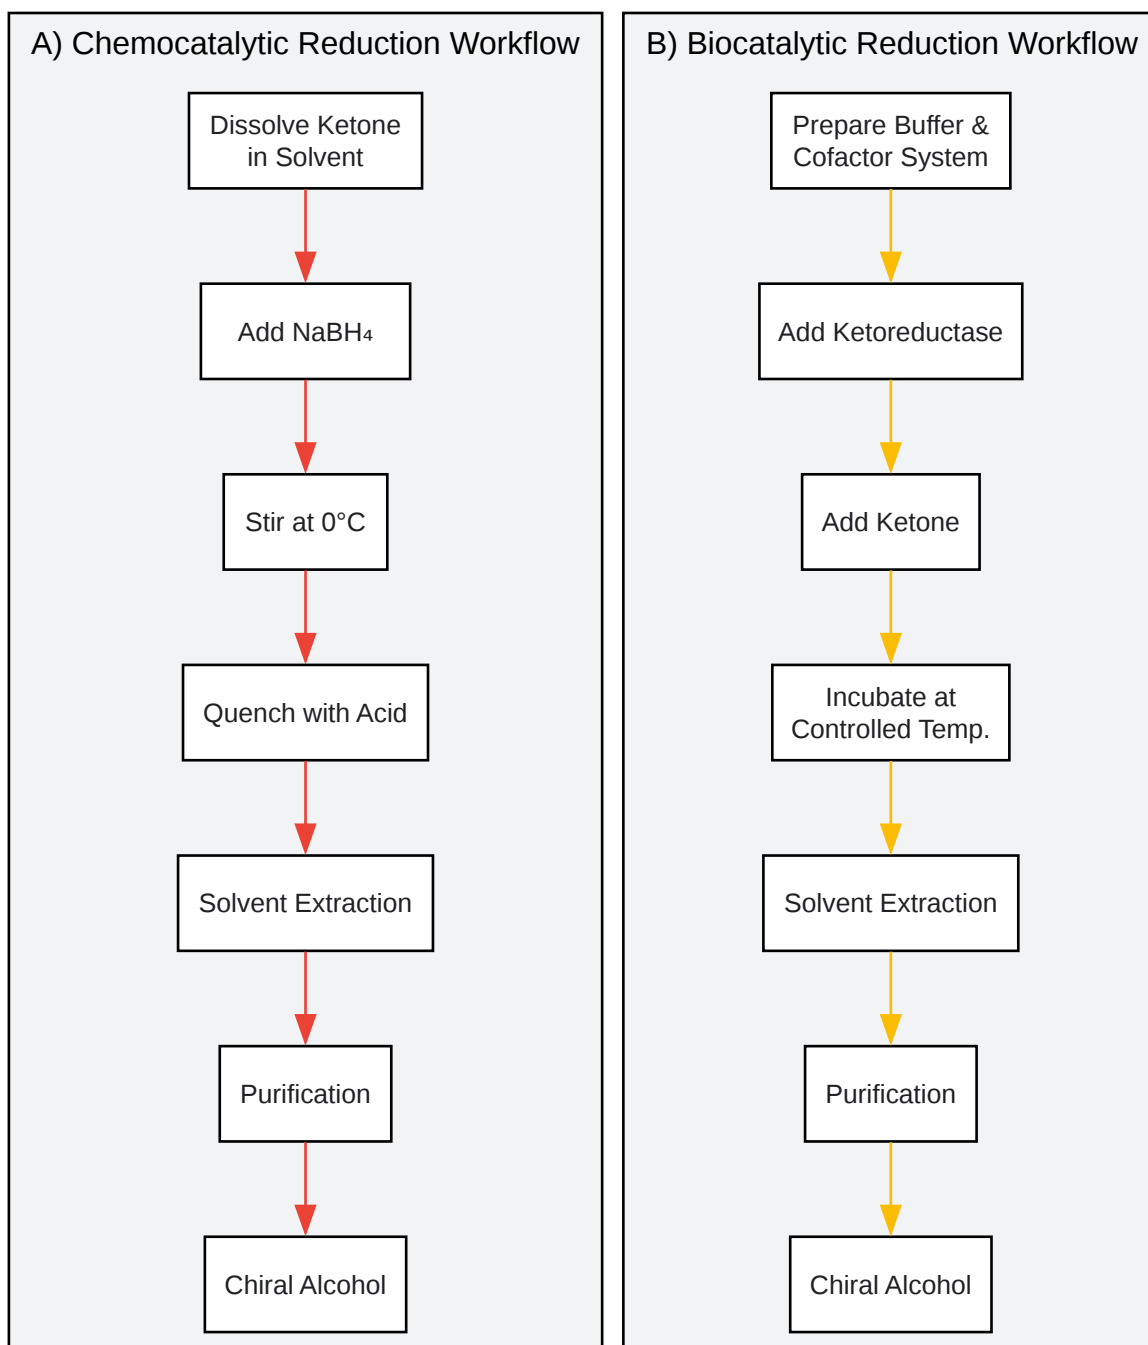 A) Chemocatalytic Reduction Workflow
Dissolve Ketone
in Solvent
Add NaBH₄
Stir at 0°C
Quench with Acid
Solvent Extraction
Purification
Chiral Alcohol
B) Biocatalytic Reduction Workflow
Prepare Buffer &
Cofactor System
Add Ketoreductase
Add Ketone
Incubate at
Controlled Temp.
Solvent Extraction
Purification
Chiral Alcohol